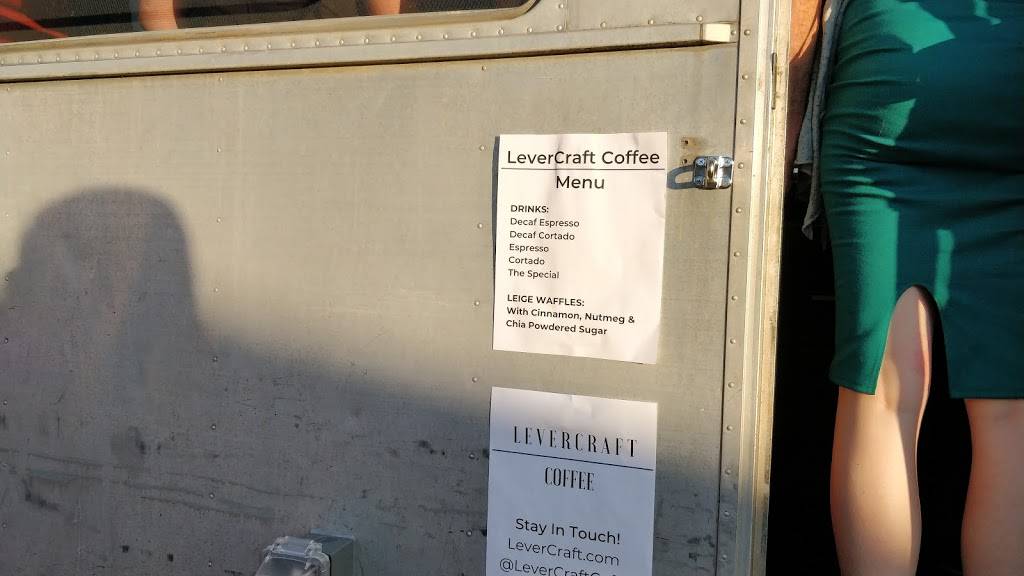 LeverCraft Coffee
Menu
DRINKS:
Decaf Espresso
Decaf Cortado
Espresso
Cortado
The Special
LEIGE WAFFLES:
With Cinnamon, Nutmeg &
Chia Powdered Sugar
LEVERCRAFT
COFFEE
Stay In Touch!
LeverCraft.com